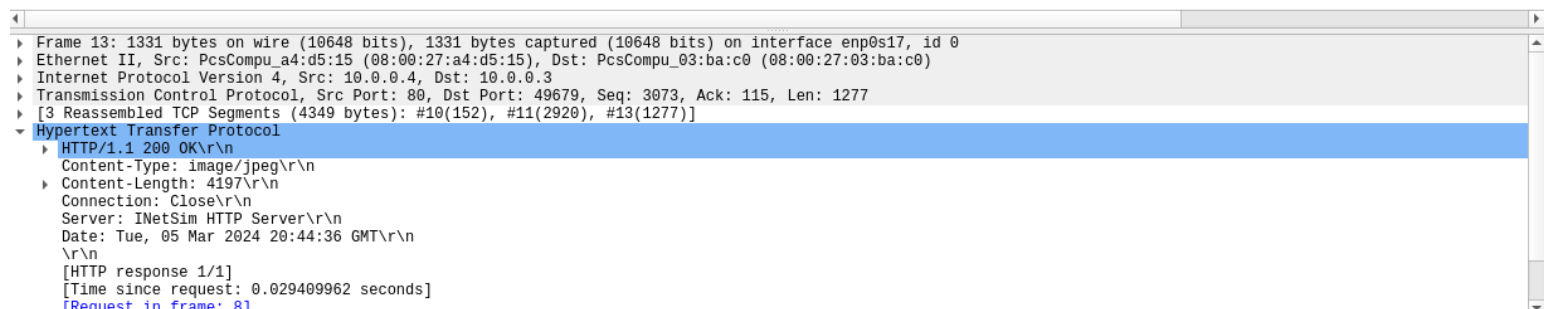 Frame 13: 1331 bytes on wire (10648 bits), 1331 bytes captured (10648 bits) on interface enp0s17, id 0
Ethernet II, Src: PcsCompu_a4:d5:15 (08:00:27:a4:d5:15), Dst: PcsCompu_03:ba:c0 (08:00:27:03:ba:c0)
Internet Protocol Version 4, Src: 10.0.0.4, Dst: 10.0.0.3
Transmission Control Protocol, Src Port: 80, Dst Port: 49679, Seq: 3073, Ack: 115, Len: 1277
[3 Reassembled TCP Segments (4349 bytes): #10(152), #11(2920), #13(1277)]
Hypertext Transfer Protocol
HTTP/1.1 200 OK\r\n
Content-Type: image/jpeg\r\n
Content-Length: 4197\r\n
Connection: Close\r\n
Server: INetSim HTTP Server\r\n
Date: Tue, 05 Mar 2024 20:44:36 GMT\r\n
\r\n
[HTTP response 1/1]
[Time since request: 0.029409962 seconds]
[Request in frame: 8]